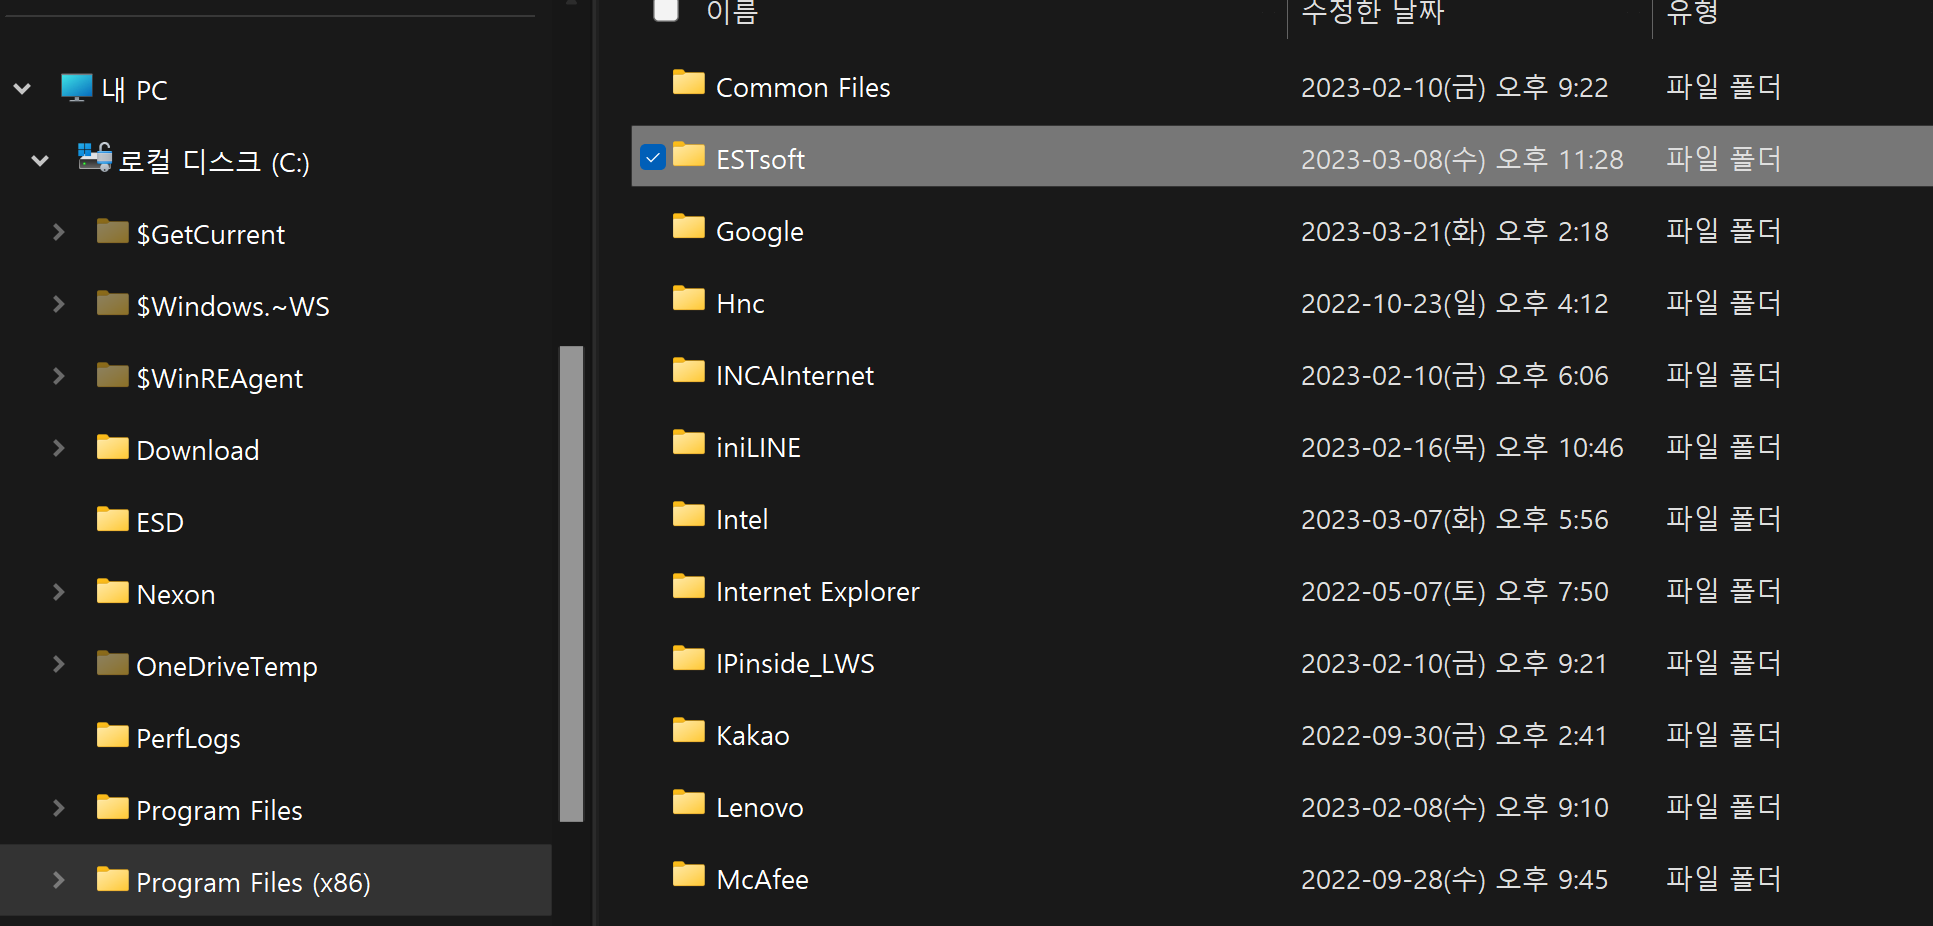 내 PC
로컬 디스크 (C:)
$GetCurrent
$Windows.~WS
$WinREAgent
Download
ESD
Nexon
OneDriveTemp
PerfLogs
Program Files
Program Files (x86)
이름 수정한 날짜 유형
Common Files 2023-02-10(금) 오후 9:22 파일 폴더
ESTsoft 2023-03-08(수) 오후 11:28 파일 폴더
Google 2023-03-21(화) 오후 2:18 파일 폴더
Hnc 2022-10-23(일) 오후 4:12 파일 폴더
INCAInternet 2023-02-10(금) 오후 6:06 파일 폴더
iniLINE 2023-02-16(목) 오후 10:46 파일 폴더
Intel 2023-03-07(화) 오후 5:56 파일 폴더
Internet Explorer 2022-05-07(토) 오후 7:50 파일 폴더
IPinside_LWS 2023-02-10(금) 오후 9:21 파일 폴더
Kakao 2022-09-30(금) 오후 2:41 파일 폴더
Lenovo 2023-02-08(수) 오후 9:10 파일 폴더
McAfee 2022-09-28(수) 오후 9:45 파일 폴더